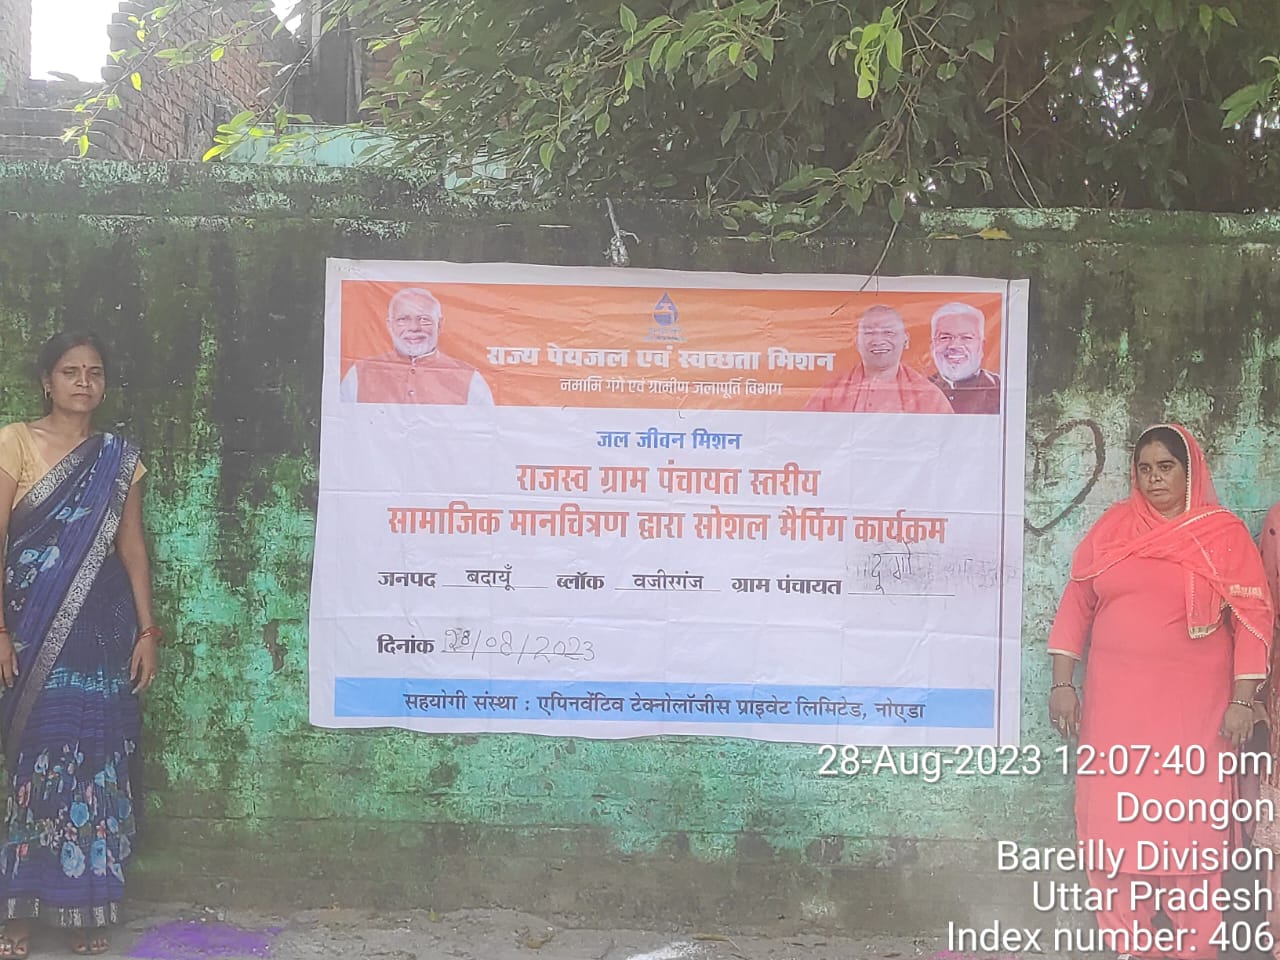 राज्य पेयजल एवं स्वच्छता मिशन
नमामि गंगे एवं ग्रामीण जलापूर्ति विभाग
जल जीवन मिशन
राजस्व ग्राम पंचायत स्तरीय
सामाजिक मानचित्रण द्वारा सोशल मैपिंग कार्यक्रम
जनपद बदायूँ ब्लॉक वजीरगंज ग्राम पंचायत
दिनांक 28/08/2023
सहयोगी संस्था : एपिनवेंटिव टेक्नोलॉजीस प्राइवेट लिमिटेड, नोएडा
28-Aug-2023 12:07:40 pm
Doongon
Bareilly Division
Uttar Pradesh
Index number: 406